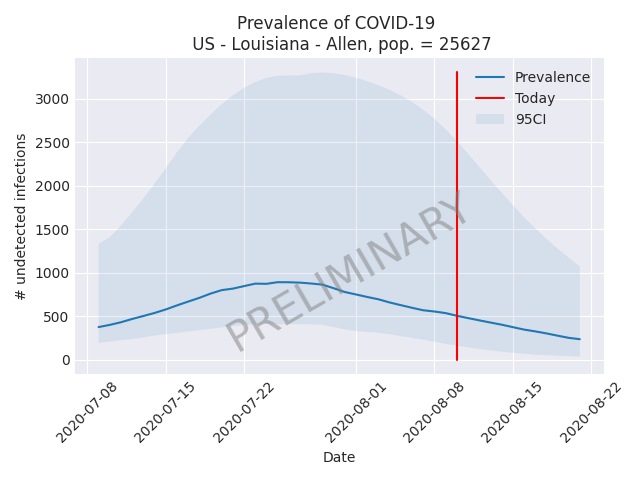 Prevalence of COVID-19
US - Louisiana - Allen, pop. = 25627
Prevalence
Today
95CI
# undetected infections
3000
2500
2000
1500
1000
500
0
PRELIMINARY
2020-07-08
2020-07-15
2020-07-22
2020-08-01
2020-08-08
2020-08-15
2020-08-22
Date